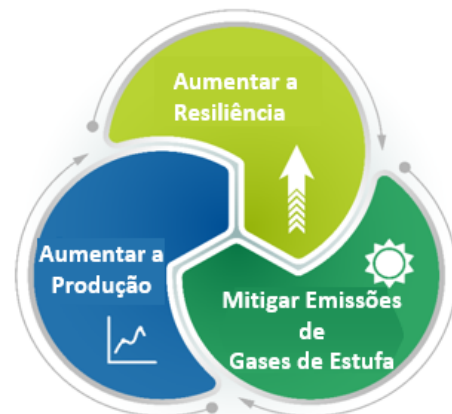 Aumentar a
Resiliência
Aumentar a
Produção
Mitigar Emissões
de
Gases de Estufa